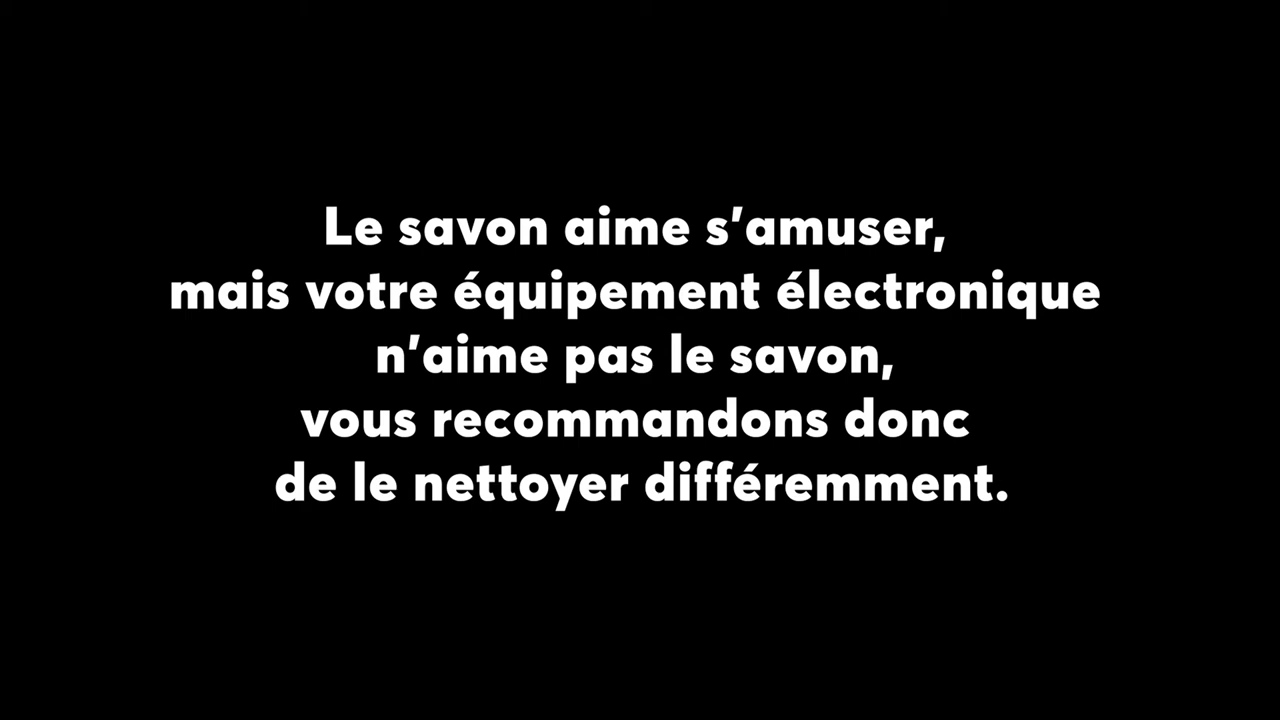 Le savon aime s’amuser,
mais votre équipement électronique
n’aime pas le savon,
vous recommandons donc
de le nettoyer différemment.